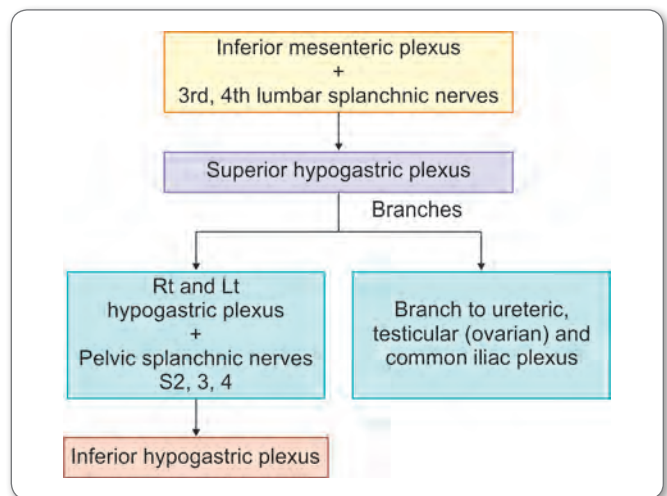 Inferior mesenteric plexus
+
3rd, 4th lumbar splanchnic nerves
Superior hypogastric plexus
Branches
Rt and Lt
hypogastric plexus
+
Pelvic splanchnic nerves
S2, 3, 4
Branch to ureteric,
testicular (ovarian) and
common iliac plexus
Inferior hypogastric plexus